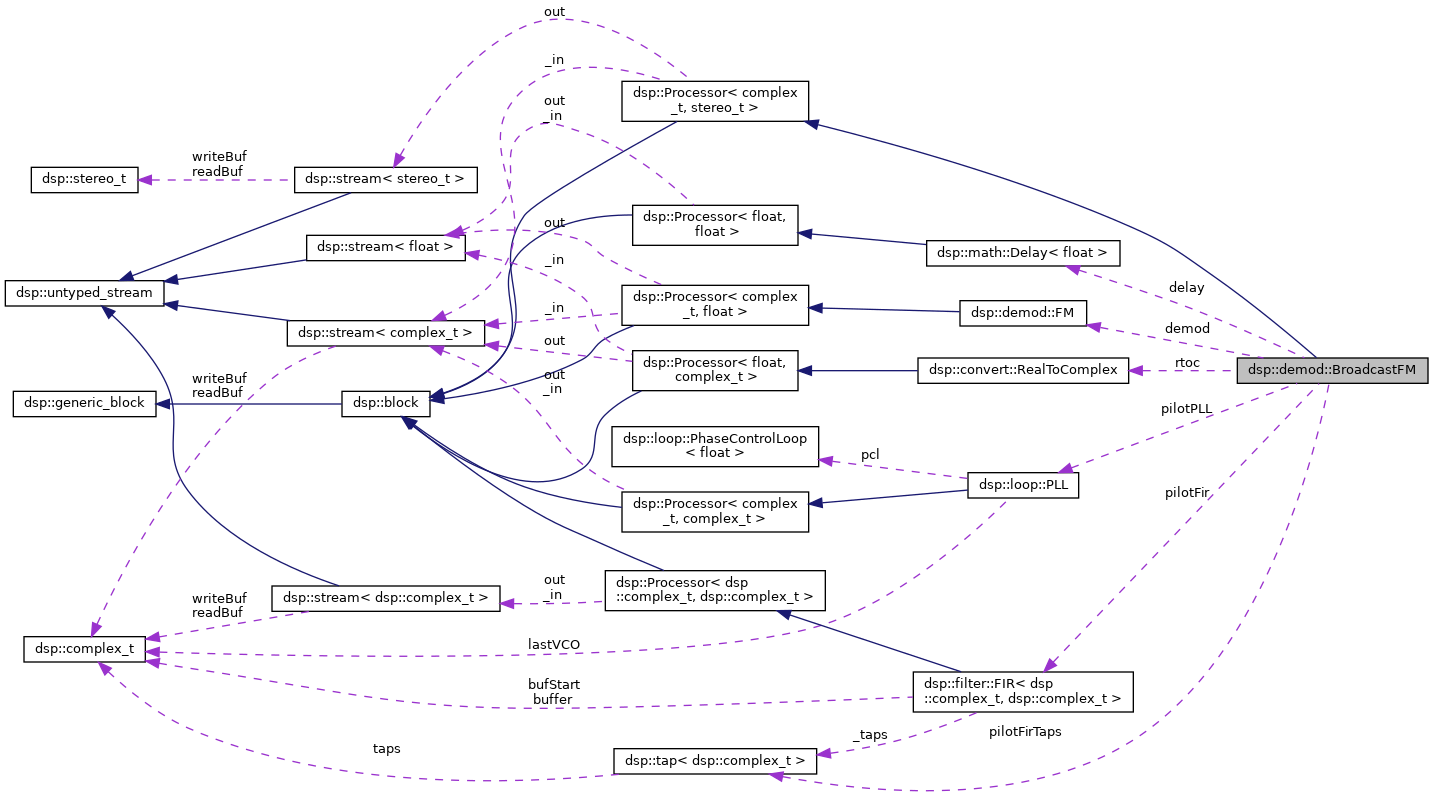 out
_in
dsp::Processor< complex
_t, stereo_t >
out
_in
writeBuf
readBuf
dsp::stereo_t
dsp::stream< stereo_t >
dsp::Processor< float,
float >
out
dsp::stream< float >
dsp::math::Delay< float >
_in
delay
dsp::untyped_stream
dsp::Processor< complex
_t, float >
_in
dsp::demod::FM
dsp::stream< complex_t >
demod
out
dsp::Processor< float,
complex_t >
rtoc
dsp::convert::RealToComplex
dsp::demod::BroadcastFM
writeBuf
readBuf
out
_in
dsp::generic_block
dsp::block
pilotPLL
dsp::loop::PhaseControlLoop
< float >
pcl
dsp::loop::PLL
pilotFir
dsp::Processor< complex
_t, complex_t >
dsp::Processor< dsp
::complex_t, dsp::complex_t >
out
_in
writeBuf
readBuf
dsp::stream< dsp::complex_t >
dsp::complex_t
lastVCO
bufStart
buffer
dsp::filter::FIR< dsp
::complex_t, dsp::complex_t >
_taps
pilotFirTaps
taps
dsp::tap< dsp::complex_t >